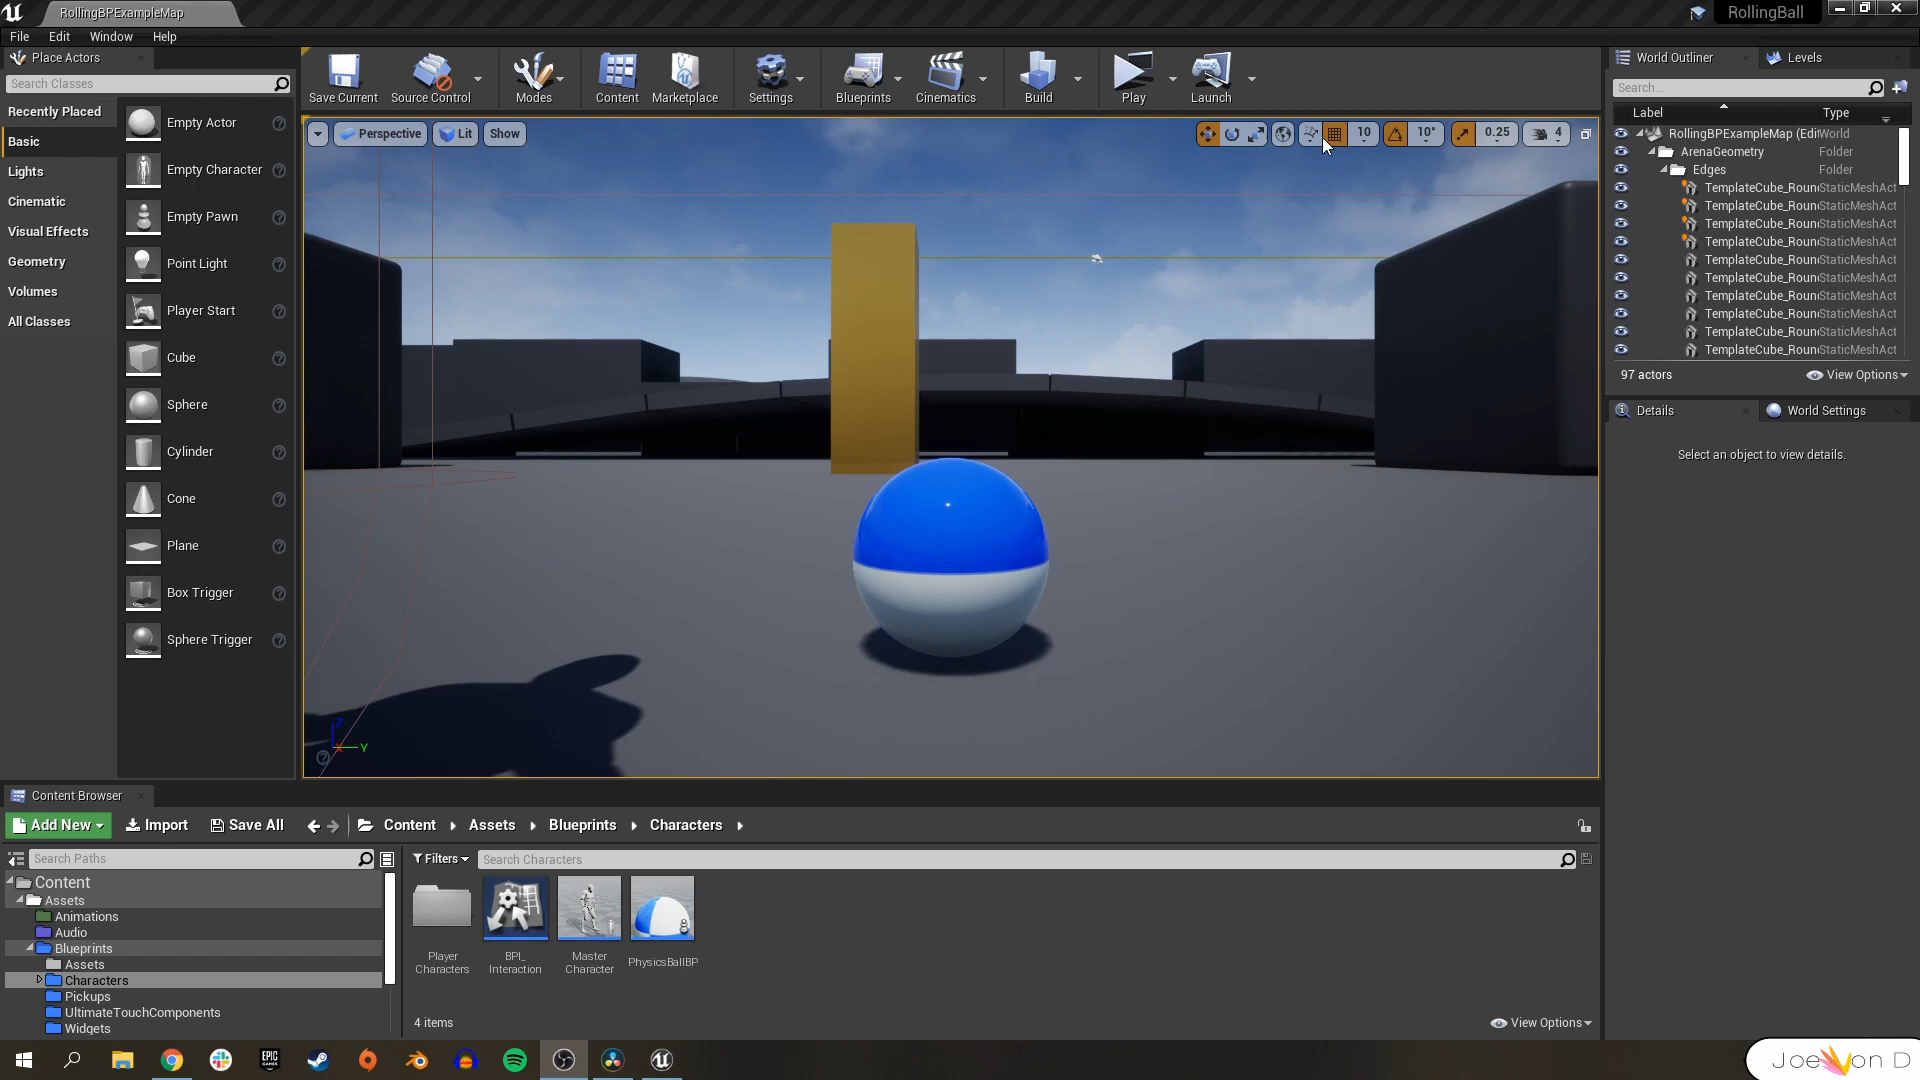 RollingBPExampleMap
RollingBall
File Edit Window Help
Place Actors
Search Classes
Recently Placed
Basic
Lights
Cinematic
Visual Effects
Geometry
Volumes
All Classes
Empty Actor
Empty Character
Empty Pawn
Point Light
Player Start
Cube
Sphere
Cylinder
Cone
Plane
Box Trigger
Sphere Trigger
Save Current Source Control Modes Content Marketplace Settings Blueprints Cinematics Build Play Launch
Perspective Lit Show
10 10° 0.25 4
Z
X Y
World Outliner Levels
Search...
Label Type
RollingBPExampleMap (Edit World
ArenaGeometry Folder
Edges Folder
TemplateCube_Roun StaticMeshAct
TemplateCube_Roun StaticMeshAct
TemplateCube_Roun StaticMeshAct
TemplateCube_Roun StaticMeshAct
TemplateCube_Roun StaticMeshAct
TemplateCube_Roun StaticMeshAct
TemplateCube_Roun StaticMeshAct
TemplateCube_Roun StaticMeshAct
TemplateCube_Roun StaticMeshAct
TemplateCube_Roun StaticMeshAct
97 actors View Options
Details World Settings
Select an object to view details.
Content Browser
Add New Import Save All Content Assets Blueprints Characters
Search Paths
Content
Assets
Animations
Audio
Blueprints
Assets
Characters
Pickups
UltimateTouchComponents
Widgets
Filters Search Characters
Player
Characters
BPI_
Interaction
Master
Character
PhysicsBallBP
4 items View Options
EPIC
GAMES
Joe Von D